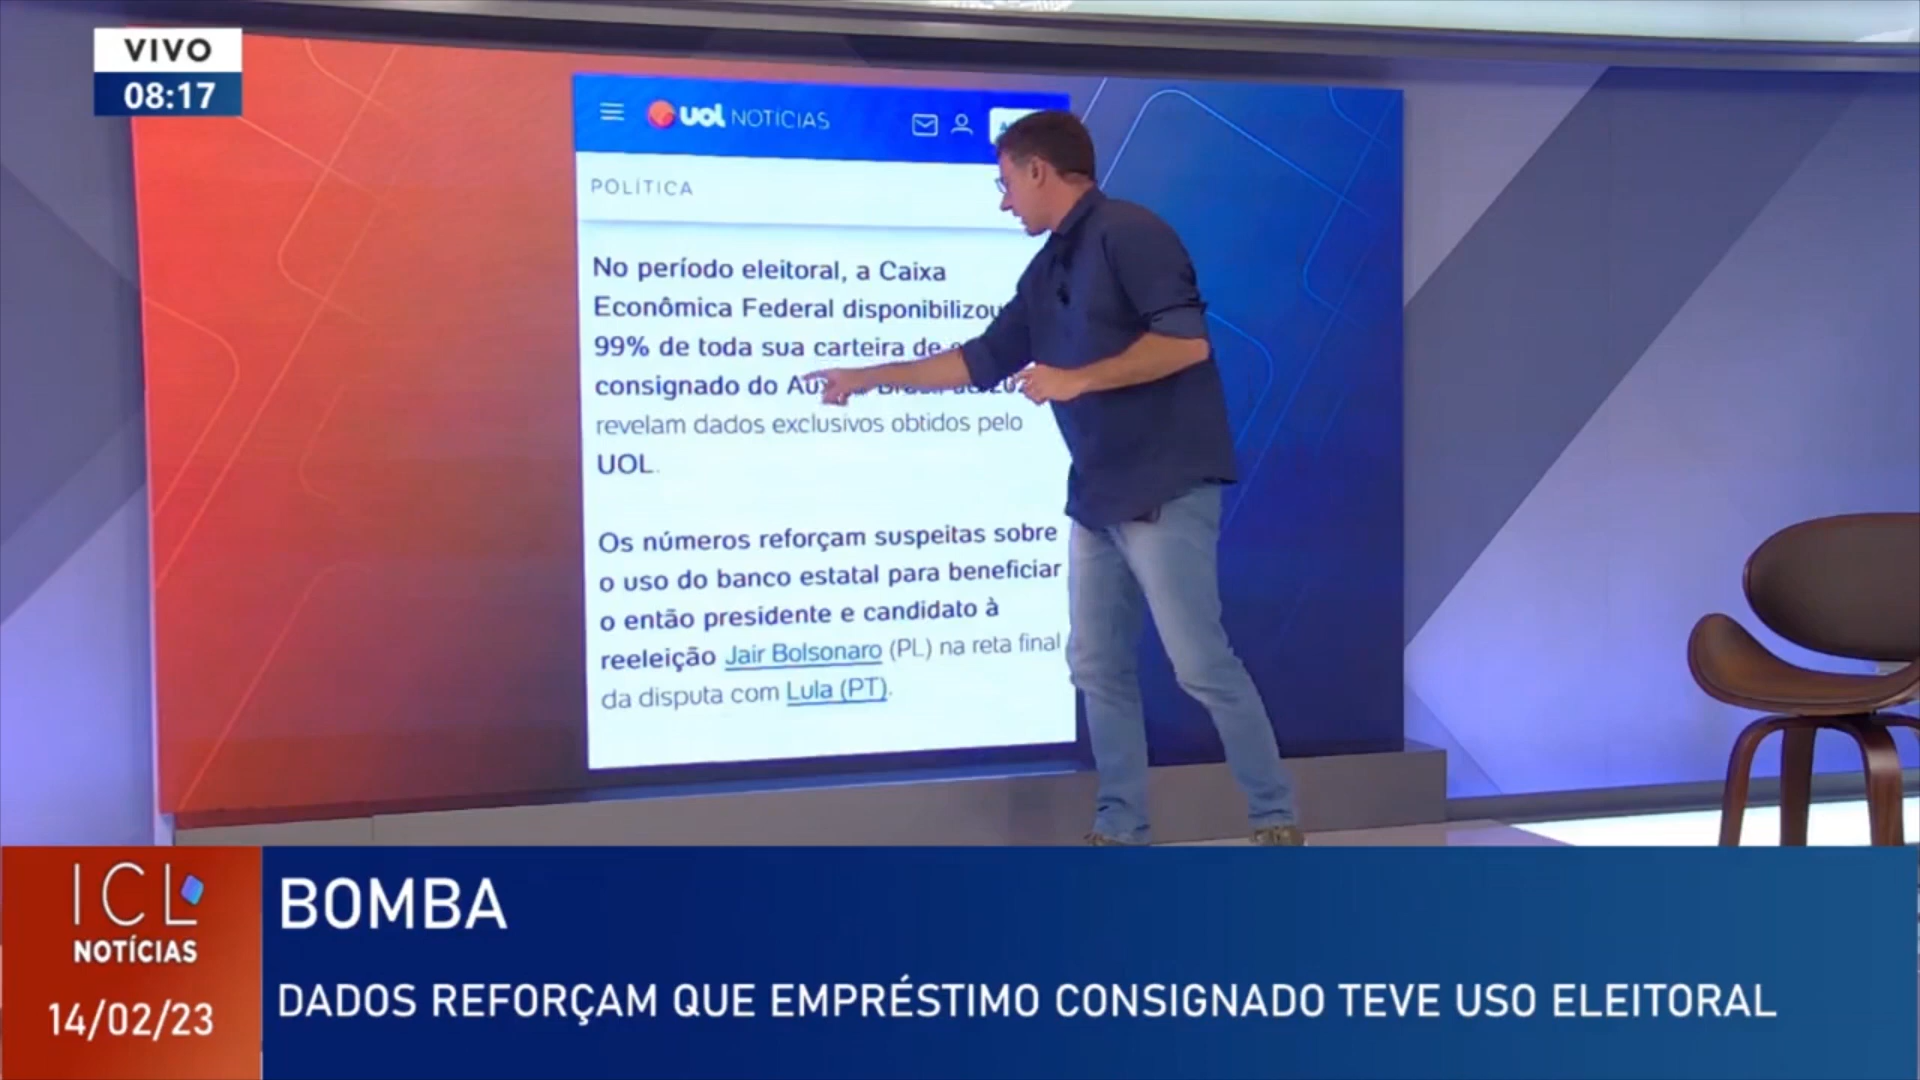 VIVO
08:17
uol NOTÍCIAS
POLÍTICA
No período eleitoral, a Caixa
Econômica Federal disponibilizou
99% de toda sua carteira de
consignado do
revelam dados exclusivos obtidos pelo
UOL.
Os números reforçam suspeitas sobre
o uso do banco estatal para beneficiar
o então presidente e candidato à
reeleição Jair Bolsonaro (PL) na reta final
da disputa com Lula (PT).
ICL
NOTÍCIAS
14/02/23
BOMBA
DADOS REFORÇAM QUE EMPRÉSTIMO CONSIGNADO TEVE USO ELEITORAL